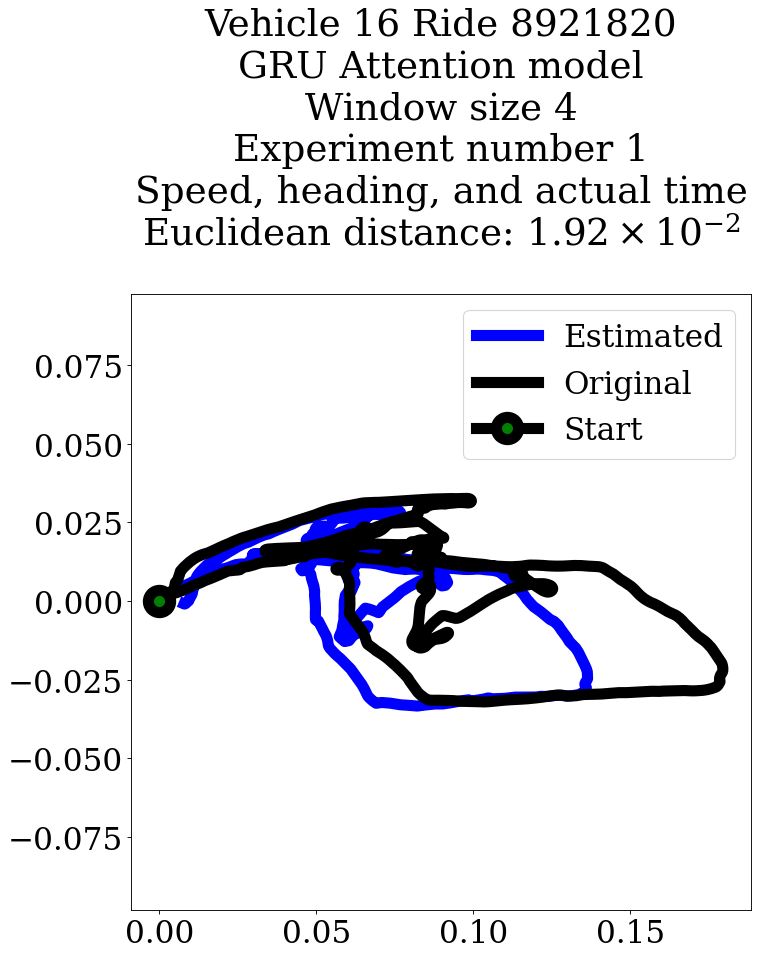 Vehicle 16 Ride 8921820
GRU Attention model
Window size 4
Experiment number 1
Speed, heading, and actual time
Euclidean distance: 1.92 × 10⁻²
Estimated
Original
Start
0.075
0.050
0.025
0.000
−0.025
−0.050
−0.075
0.00 0.05 0.10 0.15